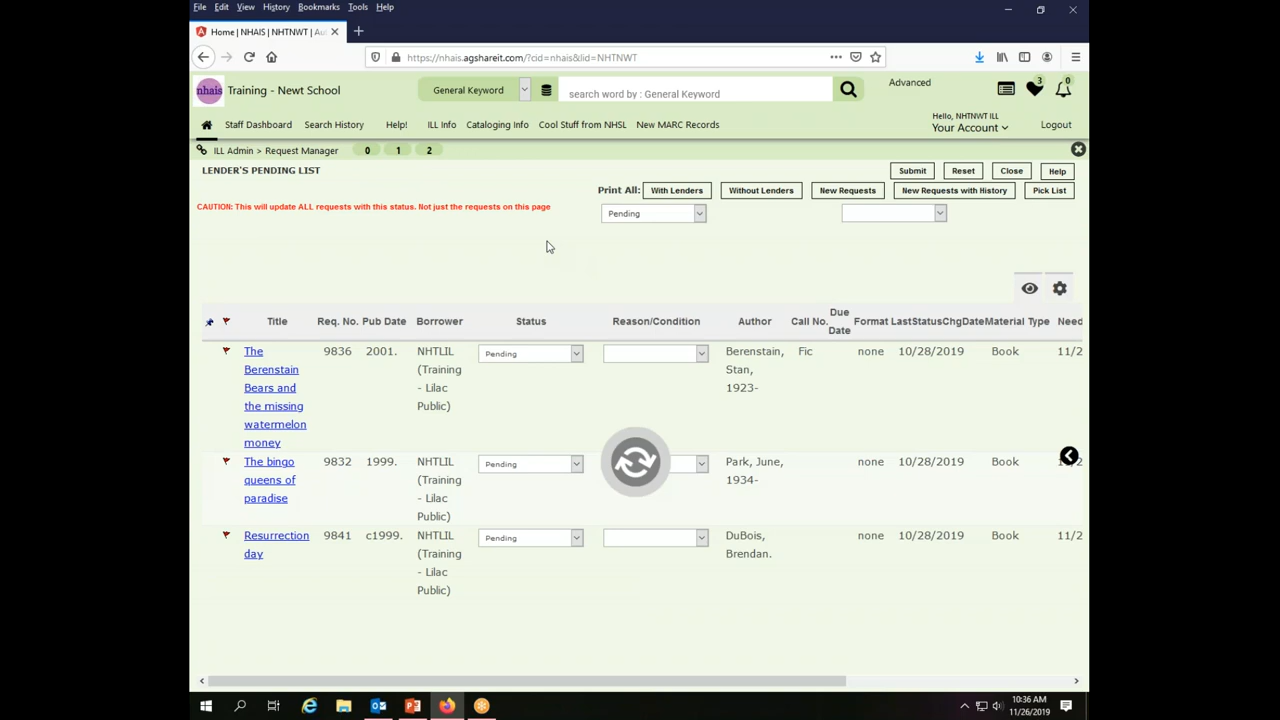 File Edit View History Bookmarks Tools Help
Home | NHAIS | NHTNWT | Au
https://nhais.agshareit.com/?cid=nhais&lid=NHTNWT
nhais Training - Newt School General Keyword search word by : General Keyword Advanced 3 0
Hello, NHTNWT ILL
Staff Dashboard Search History Help! ILL Info Cataloging Info Cool Stuff from NHSL New MARC Records Your Account Logout
ILL Admin > Request Manager 0 1 2
LENDER'S PENDING LIST Submit Reset Close Help
Print All: With Lenders Without Lenders New Requests New Requests with History Pick List
CAUTION: This will update ALL requests with this status. Not just the requests on this page Pending
Title Req. No. Pub Date Borrower Status Reason/Condition Author Call No. Due Date Format LastStatusChgDate Material Type Need
The 9836 2001. NHTLIL Pending Berenstain, Fic none 10/28/2019 Book 11/2
Berenstain (Training Stan,
Bears and - Lilac 1923-
the missing Public)
watermelon
money
The bingo 9832 1999. NHTLIL Pending Park, June, none 10/28/2019 Book
queens of (Training 1934-
paradise - Lilac
Public)
Resurrection 9841 c1999. NHTLIL Pending DuBois, none 10/28/2019 Book 11/2
day (Training Brendan.
- Lilac
Public)
10:36 AM
11/26/2019